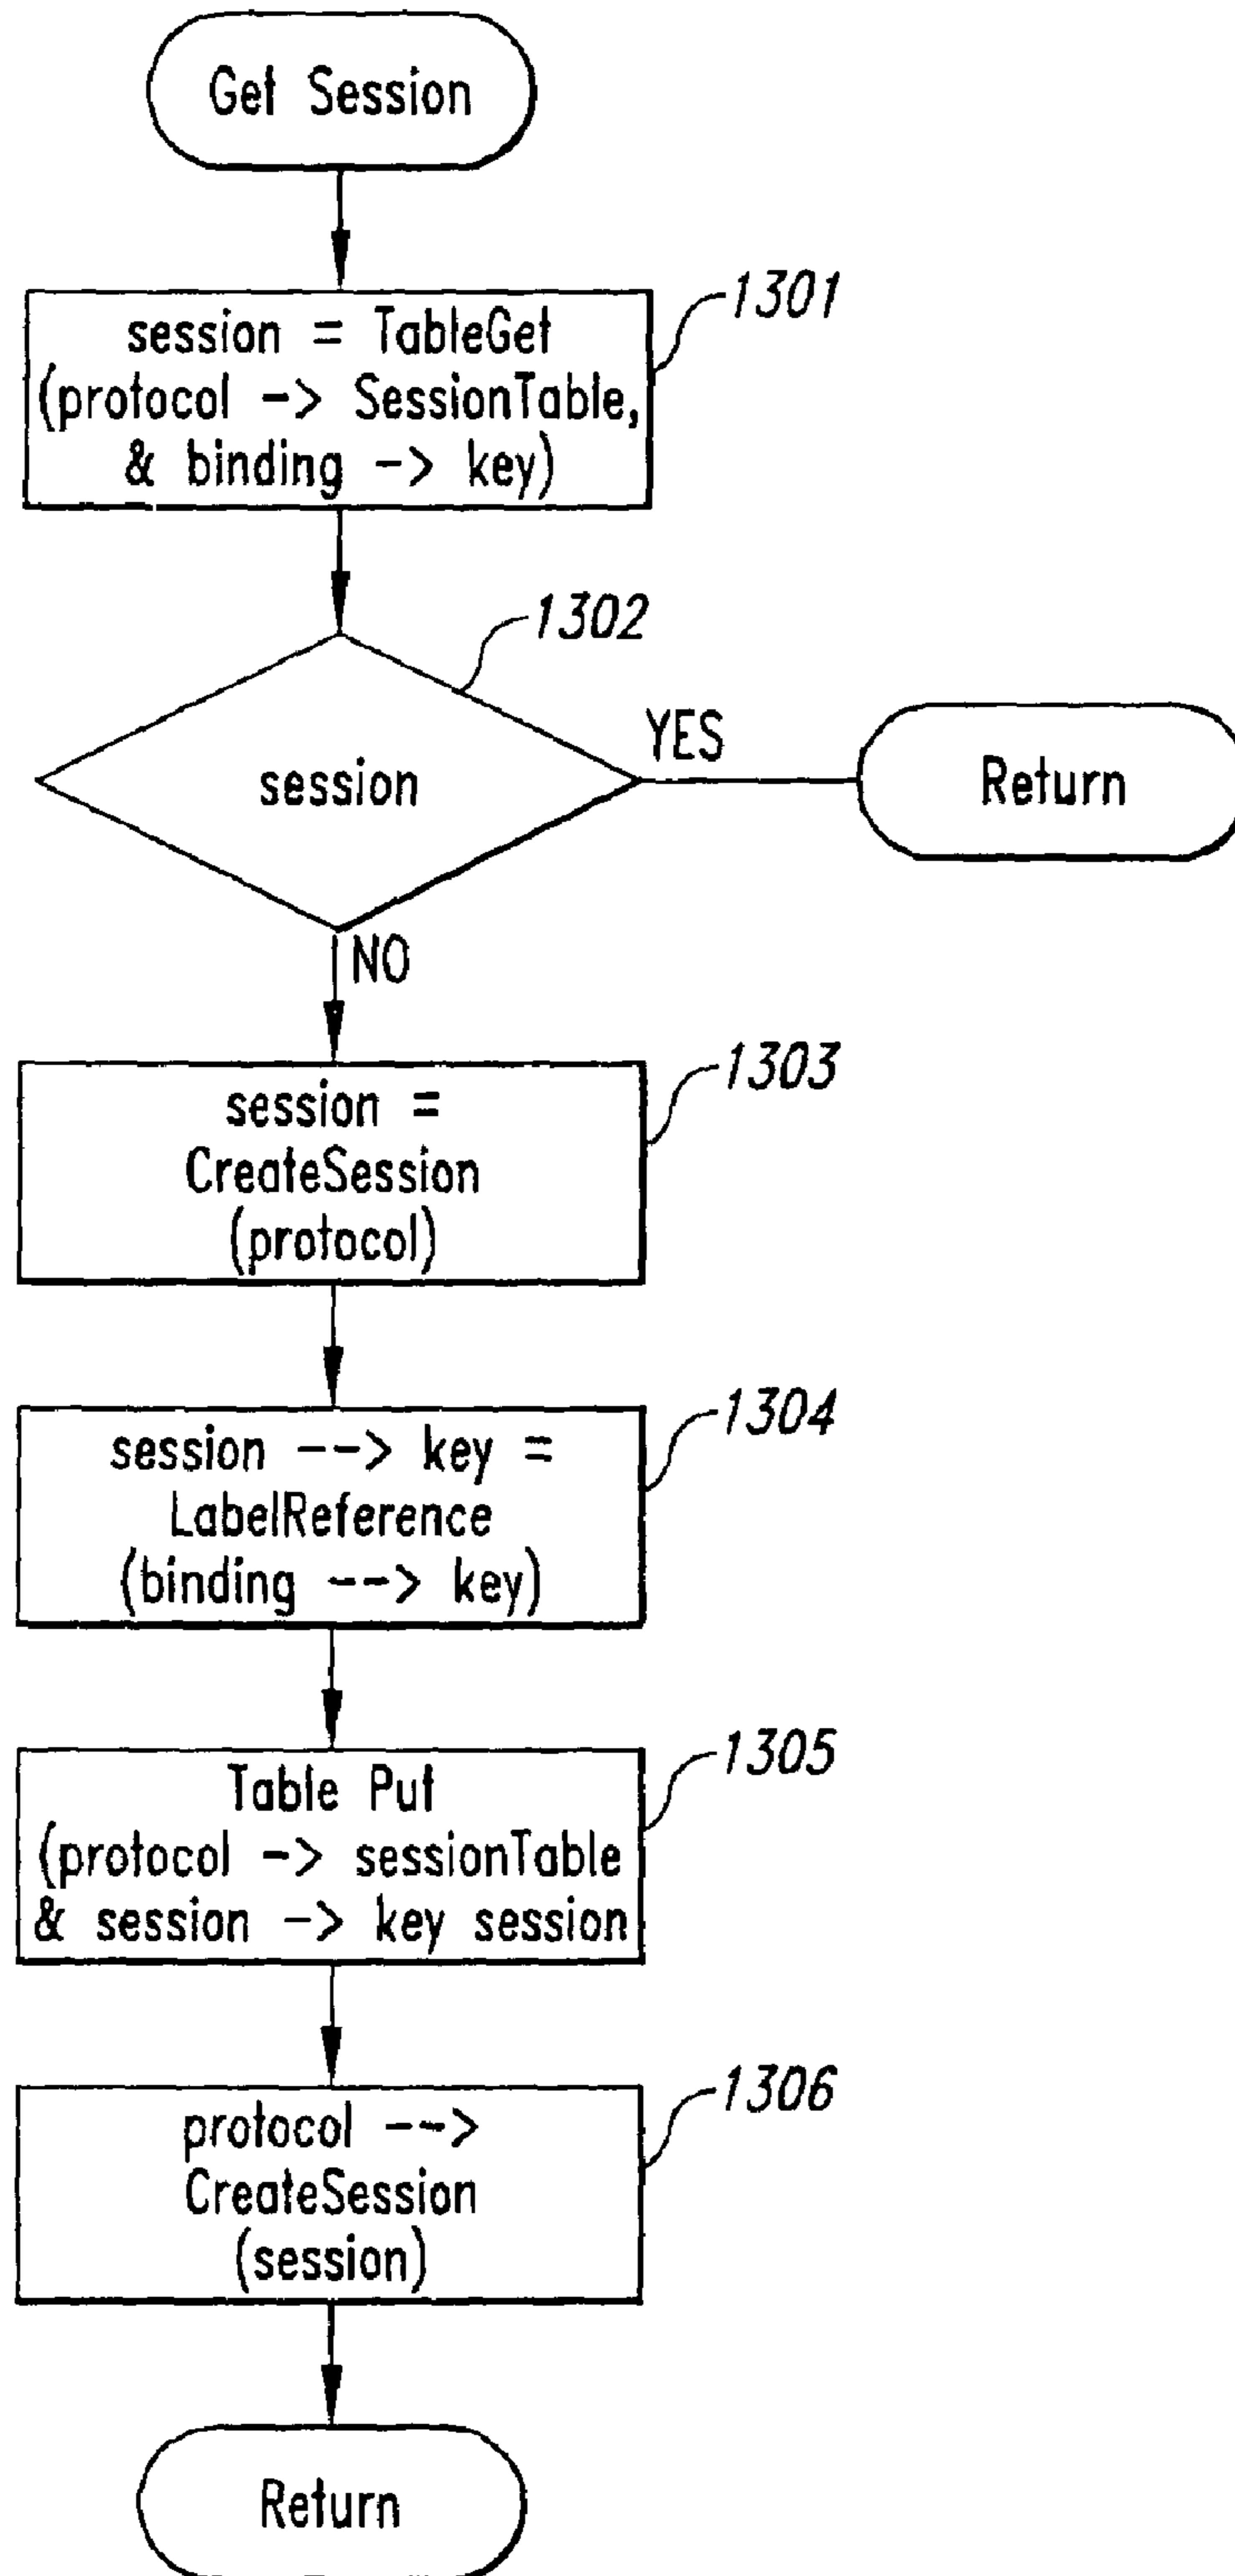 Get Session
1301
session = TableGet
(protocol -> SessionTable,
& binding -> key)
1302
session
YES
Return
NO
1303
session =
CreateSession
(protocol)
1304
session --> key =
LabelReference
(binding --> key)
1305
Table Put
(protocol -> sessionTable
& session -> key session
1306
protocol -->
CreateSession
(session)
Return